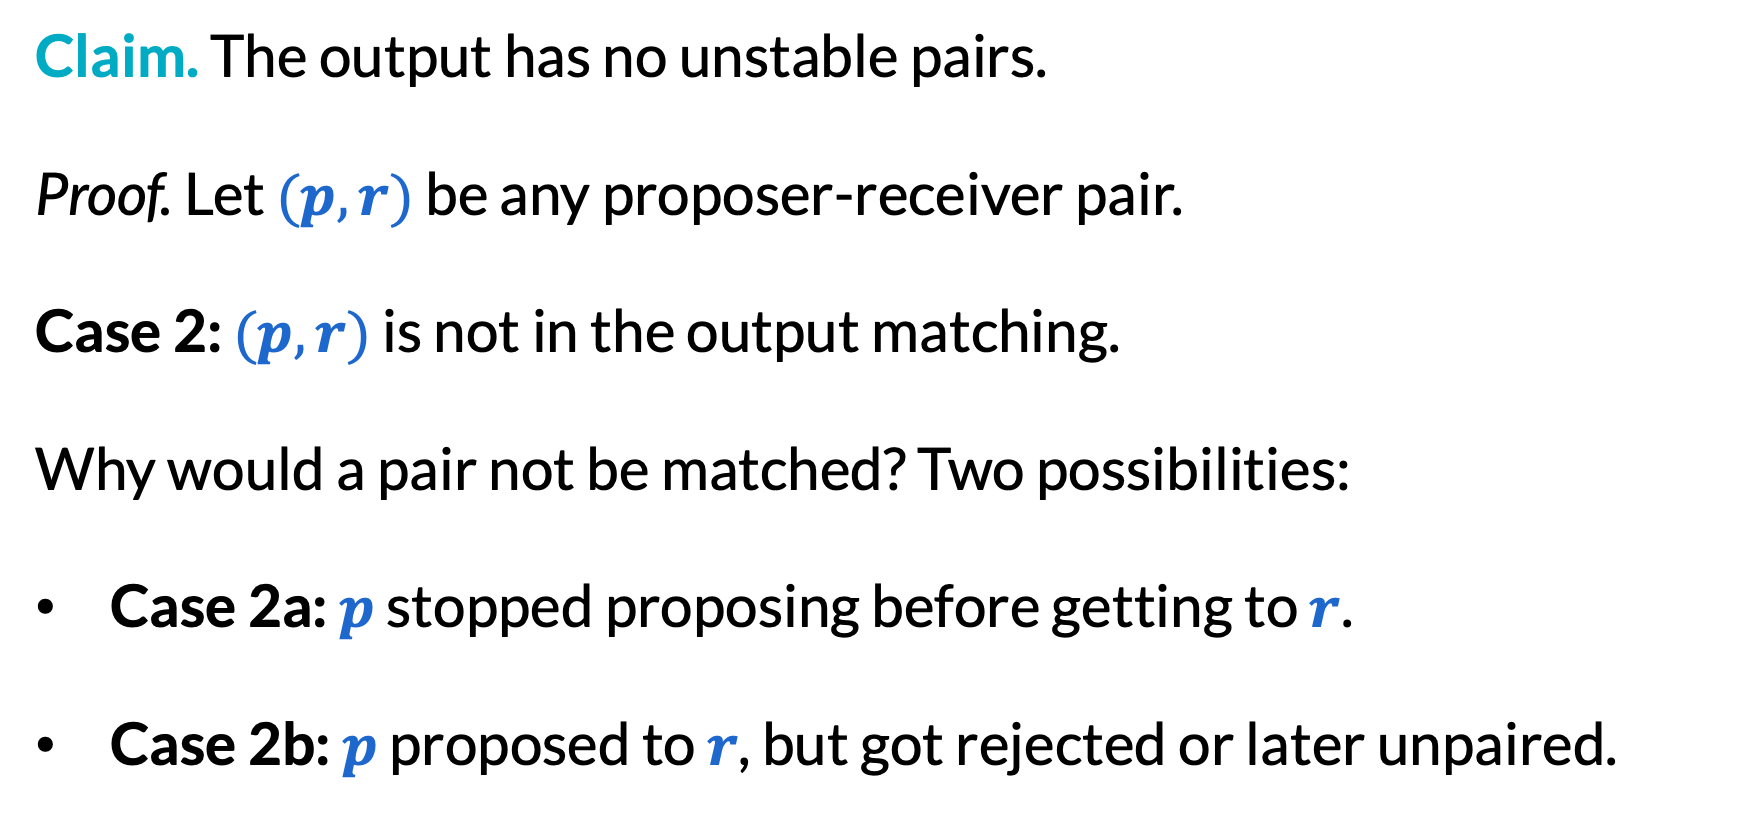 Claim. The output has no unstable pairs.
Proof. Let (p, r) be any proposer-receiver pair.
Case 2: (p, r) is not in the output matching.
Why would a pair not be matched? Two possibilities:
• Case 2a: p stopped proposing before getting to r.
• Case 2b: p proposed to r, but got rejected or later unpaired.